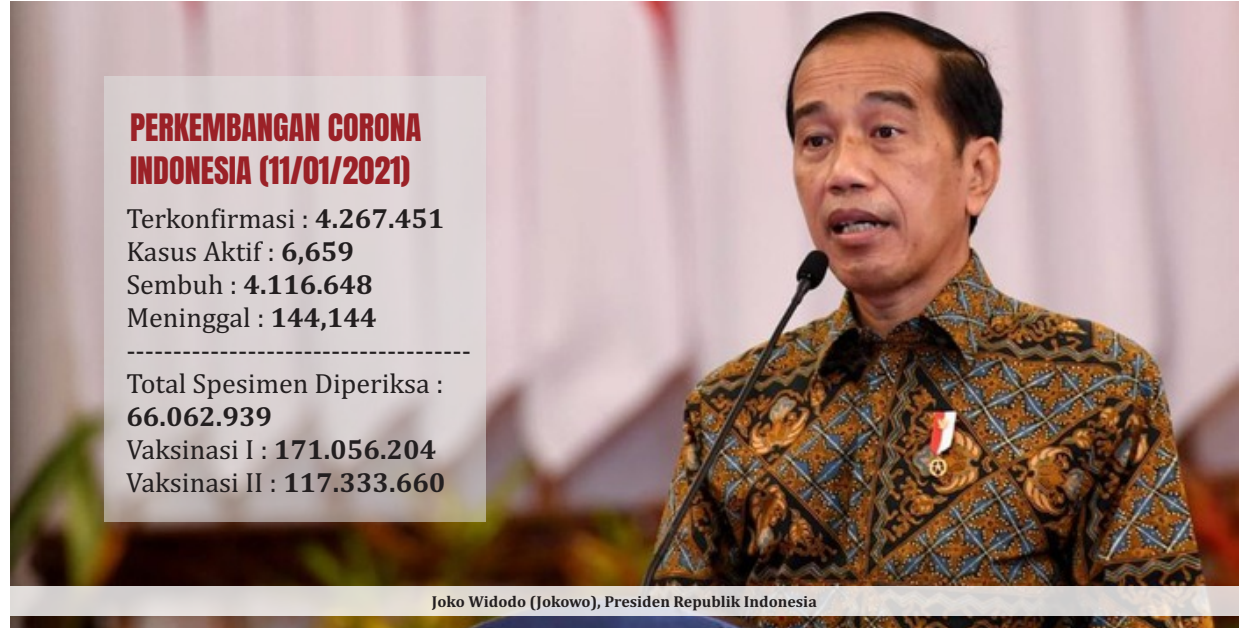 PERKEMBANGAN CORONA
INDONESIA (11/01/2021)
Terkonfirmasi : 4.267.451
Kasus Aktif : 6,659
Sembuh : 4.116.648
Meninggal : 144,144
-------------------------------------
Total Spesimen Diperiksa :
66.062.939
Vaksinasi I : 171.056.204
Vaksinasi II : 117.333.660
Joko Widodo (Jokowo), Presiden Republik Indonesia